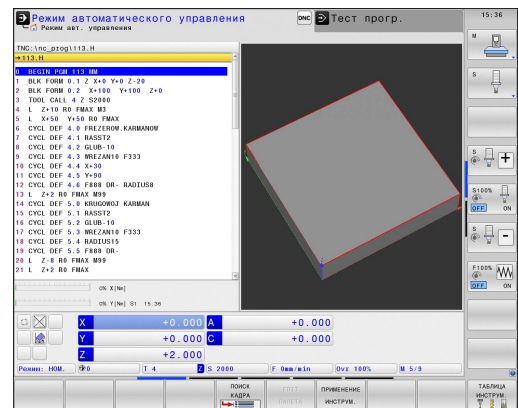 Режим автоматического управления
Режим авт. управления
DNC
Тест прогр.
15:36
TNC:\nc_prog\113.H
→113.H
0 BEGIN PGM 113 MM
1 BLK FORM 0.1 Z X+0 Y+0 Z-20
2 BLK FORM 0.2 X+100 Y+100 Z+0
3 TOOL CALL 4 Z S2000
4 L Z+10 R0 FMAX M3
5 L X+50 Y+50 R0 FMAX
6 CYCL DEF 4.0 FREZEROW.KARMANOW
7 CYCL DEF 4.1 RASST2
8 CYCL DEF 4.2 GLUB-10
9 CYCL DEF 4.3 WREZAN10 F333
10 CYCL DEF 4.4 X+30
11 CYCL DEF 4.5 Y+90
12 CYCL DEF 4.6 F888 DR- RADIUS8
13 L Z+2 R0 FMAX M99
14 CYCL DEF 5.0 KRUGOWOJ KARMAN
15 CYCL DEF 5.1 RASST2
16 CYCL DEF 5.2 GLUB-10
17 CYCL DEF 5.3 WREZAN10 F333
18 CYCL DEF 5.4 RADIUS15
19 CYCL DEF 5.5 F888 DR-
20 L Z-8 R0 FMAX M99
21 L Z+2 R0 FMAX
0% X[Nm]
0% Y[Nm] S1 15:36
X +0.000 A +0.000
Y +0.000 C +0.000
Z +2.000
Режим: НОМ. 0 T 4 Z S 2000 F 0mm/min Ovr 100% M 5/9
M
S
S
S100%
OFF ON
S
F100%
OFF ON
ПОИСК
КАДРА
ПРИМЕНЕНИЕ
ИНСТРУМ.
ТАБЛИЦА
ИНСТРУМ.